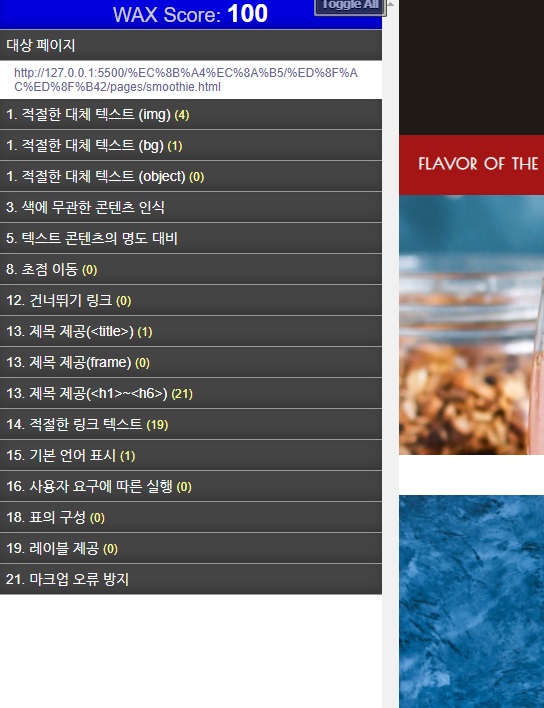 WAX Score: 100
Toggle All
대상 페이지
http://127.0.0.1:5500/%EC%8B%A4%EC%8A%B5/%ED%8F%A
C%ED%8F%B42/pages/smoothie.html
1. 적절한 대체 텍스트 (img) (4)
1. 적절한 대체 텍스트 (bg) (1)
1. 적절한 대체 텍스트 (object) (0)
3. 색에 무관한 콘텐츠 인식
5. 텍스트 콘텐츠의 명도 대비
8. 초점 이동 (0)
12. 건너뛰기 링크 (0)
13. 제목 제공(<title>) (1)
13. 제목 제공(frame) (0)
13. 제목 제공(<h1>~<h6>) (21)
14. 적절한 링크 텍스트 (19)
15. 기본 언어 표시 (1)
16. 사용자 요구에 따른 실행 (0)
18. 표의 구성 (0)
19. 레이블 제공 (0)
21. 마크업 오류 방지
FLAVOR OF THE